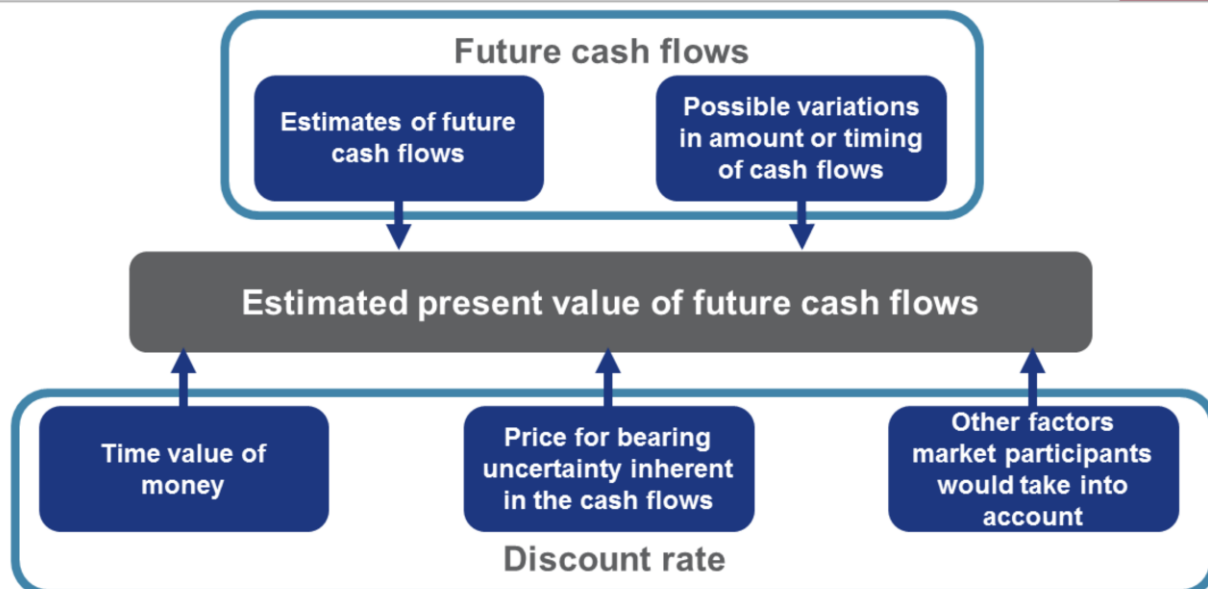 Future cash flows
Estimates of future
cash flows
Possible variations
in amount or timing
of cash flows
Estimated present value of future cash flows
Time value of
money
Price for bearing
uncertainty inherent
in the cash flows
Other factors
market participants
would take into
account
Discount rate